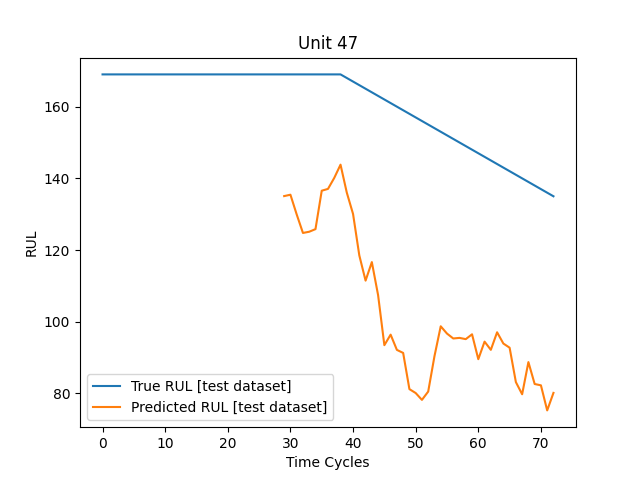 Unit 47
RUL
160
140
120
100
80
True RUL [test dataset]
Predicted RUL [test dataset]
0 10 20 30 40 50 60 70
Time Cycles